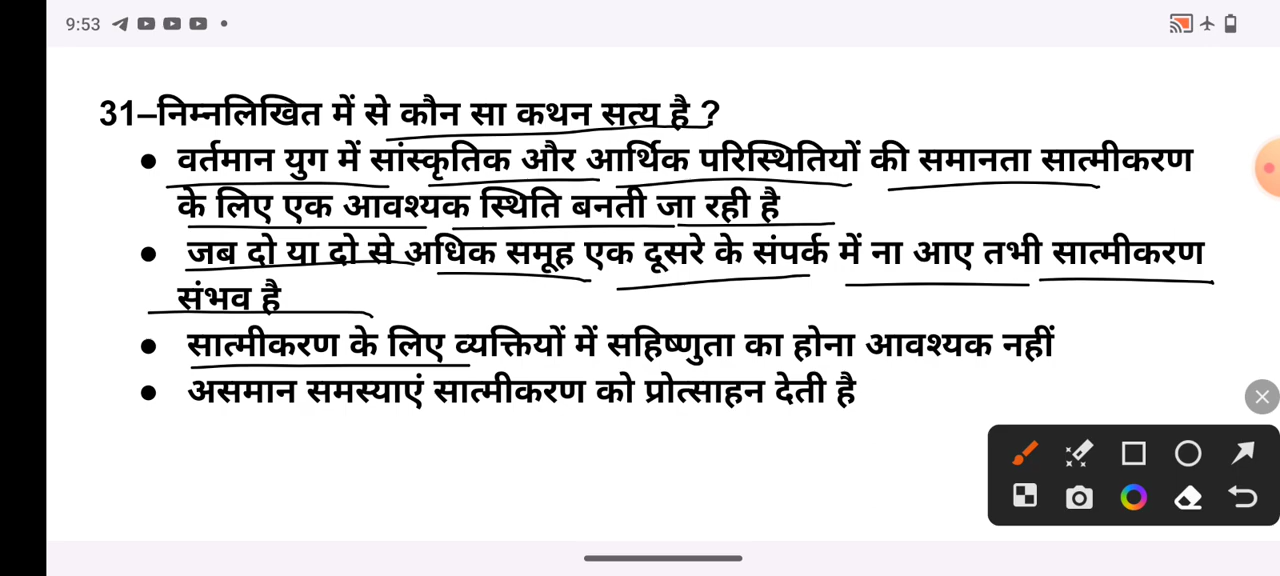 9:53
31–निम्नलिखित में से कौन सा कथन सत्य है ?
● वर्तमान युग में सांस्कृतिक और आर्थिक परिस्थितियों की समानता सात्मीकरण
के लिए एक आवश्यक स्थिति बनती जा रही है
● जब दो या दो से अधिक समूह एक दूसरे के संपर्क में ना आए तभी सात्मीकरण
संभव है
● सात्मीकरण के लिए व्यक्तियों में सहिष्णुता का होना आवश्यक नहीं
● असमान समस्याएं सात्मीकरण को प्रोत्साहन देती है